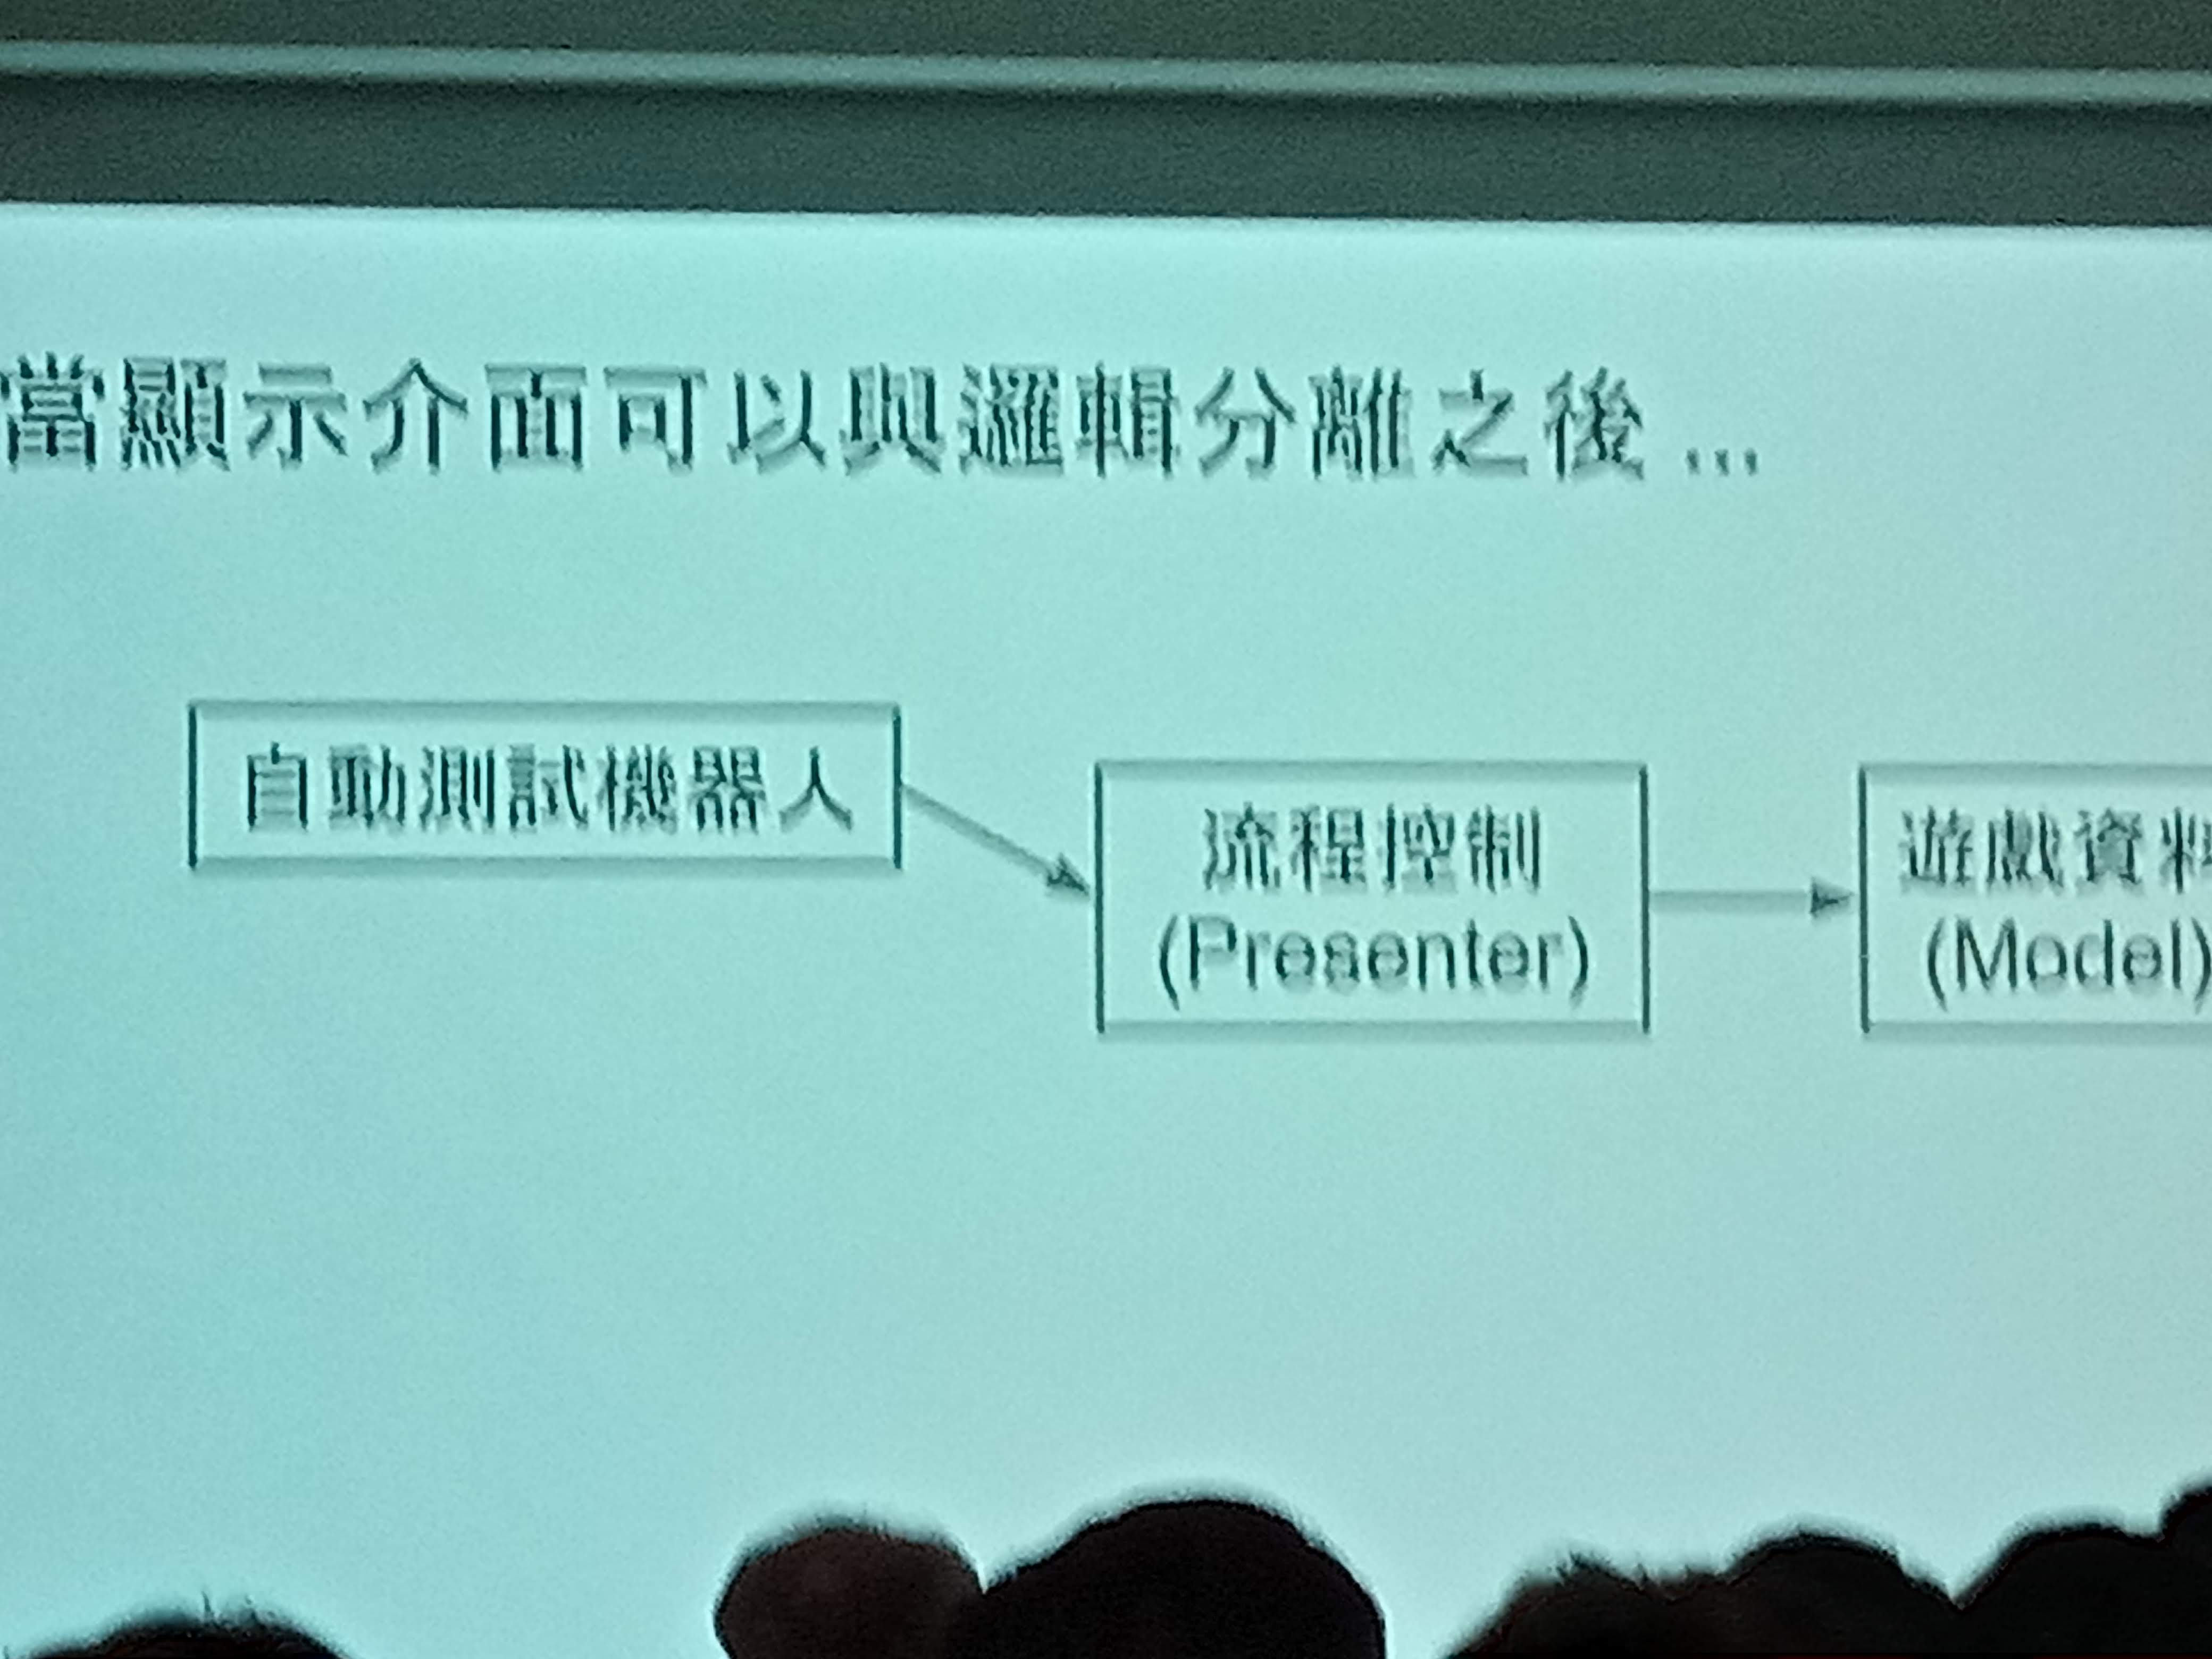 當顯示介面可以與邏輯分離之後 ...
自動測試機器人
流程控制
(Presenter)
遊戲資料
(Model)